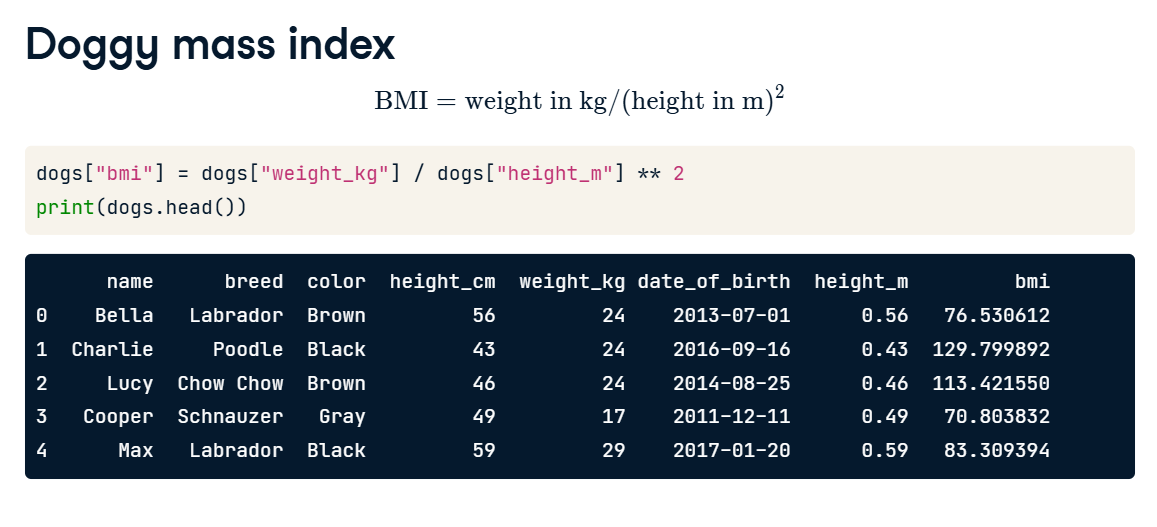 Doggy mass index
BMI = weight in kg/(height in m)²
dogs["bmi"] = dogs["weight_kg"] / dogs["height_m"] ** 2
print(dogs.head())
      name      breed  color  height_cm  weight_kg date_of_birth  height_m         bmi
0    Bella   Labrador  Brown         56         24    2013-07-01      0.56   76.530612
1  Charlie     Poodle  Black         43         24    2016-09-16      0.43  129.799892
2     Lucy  Chow Chow  Brown         46         24    2014-08-25      0.46  113.421550
3   Cooper  Schnauzer   Gray         49         17    2011-12-11      0.49   70.803832
4      Max   Labrador  Black         59         29    2017-01-20      0.59   83.309394